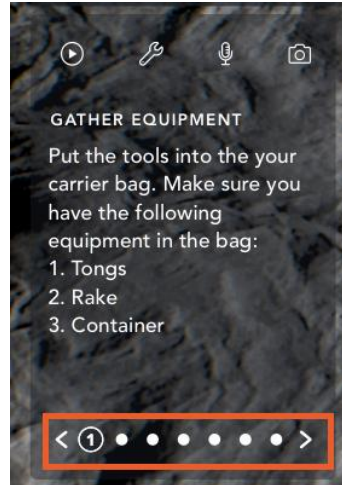 GATHER EQUIPMENT
Put the tools into the your
carrier bag. Make sure you
have the following
equipment in the bag:
1. Tongs
2. Rake
3. Container
< 1 >